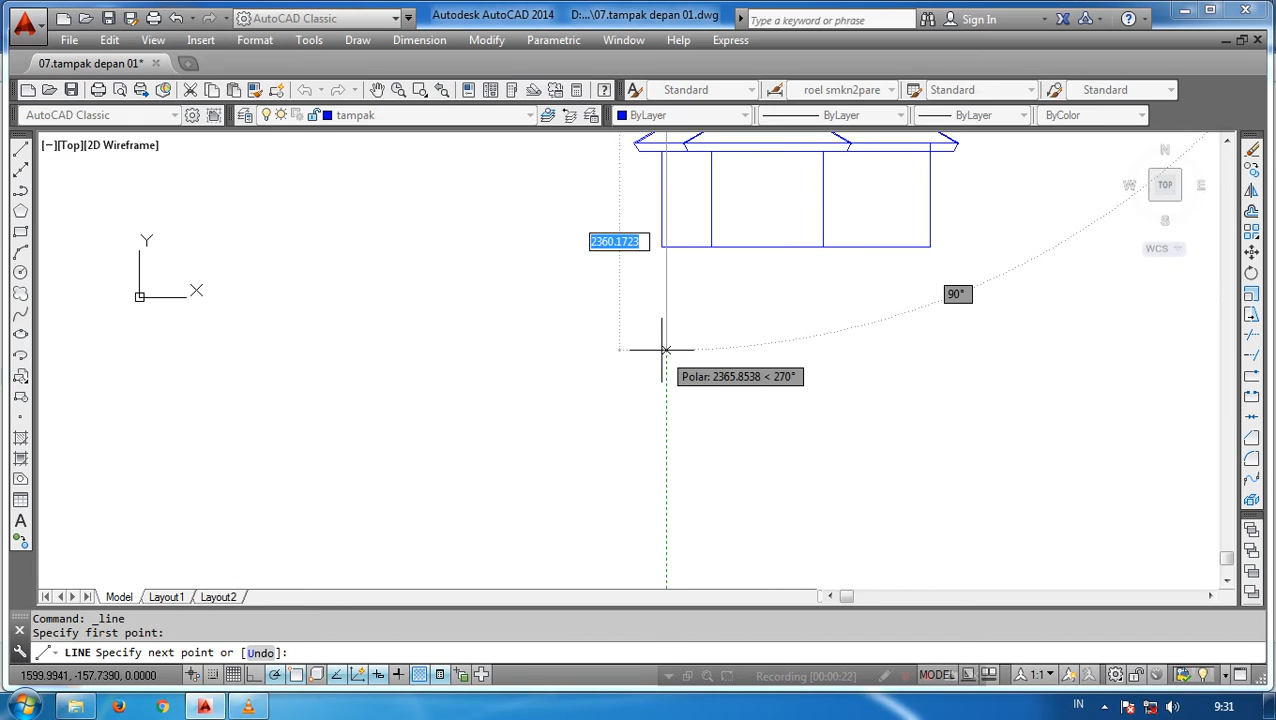 AutoCAD Classic
Autodesk AutoCAD 2014
D:\...\07.tampak depan 01.dwg
Type a keyword or phrase
Sign In
File Edit View Insert Format Tools Draw Dimension Modify Parametric Window Help Express
07.tampak depan 01*
Standard
roel smkn2pare
Standard
Standard
AutoCAD Classic
tampak
ByLayer
ByLayer
ByLayer
ByColor
[−][Top][2D Wireframe]
N
W
TOP
E
S
WCS
Y
X
2360.1723
90°
Polar: 2365.8538 < 270°
Model Layout1 Layout2
Command: _line
Specify first point:
LINE Specify next point or [Undo]:
1599.9941, -157.7390, 0.0000
Recording [00:00:22]
MODEL
1:1
IN
9:31